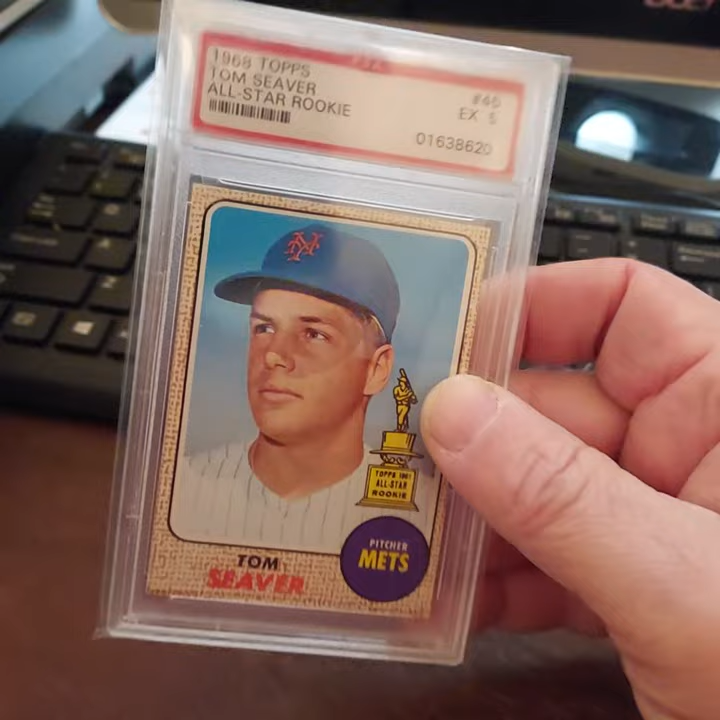 1968 TOPPS
TOM SEAVER
ALL-STAR ROOKIE
#45
EX 5
01638620
NY
TOPPS 1967
ALL-STAR
ROOKIE
PITCHER
METS
TOM
SEAVER